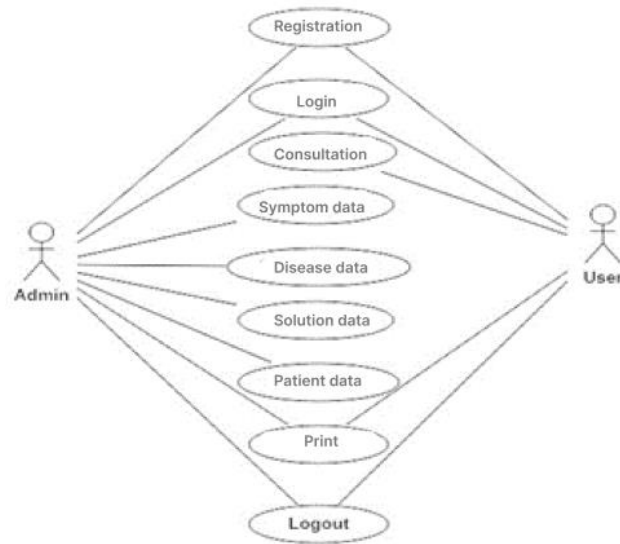 Registration
Login
Consultation
Symptom data
Disease data
Solution data
Patient data
Print
Logout
Admin
User